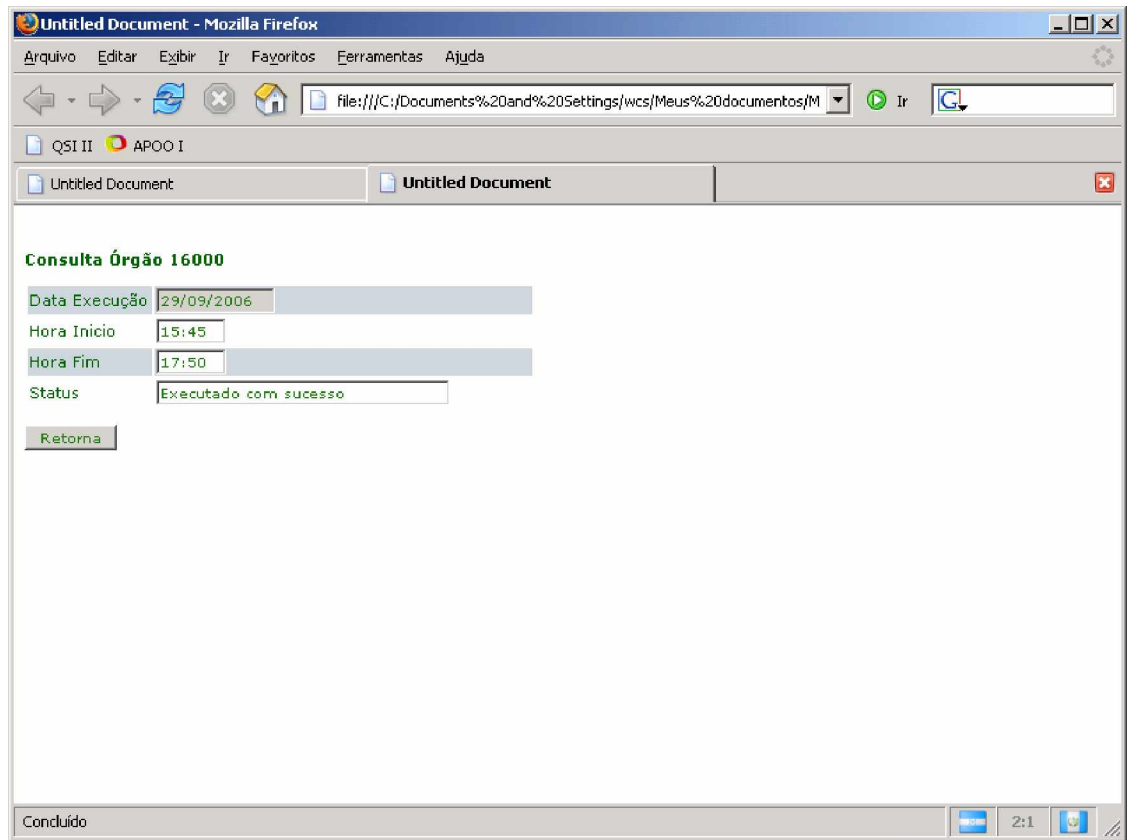 Untitled Document - Mozilla Firefox
Arquivo Editar Exibir Ir Favoritos Ferramentas Ajuda
file:///C:/Documents%20and%20Settings/wcs/Meus%20documentos/M Ir G
QSI II APOO I
Untitled Document Untitled Document
Consulta Órgão 16000
Data Execução 29/09/2006
Hora Inicio 15:45
Hora Fim 17:50
Status Executado com sucesso
Retorna
Concluído 2:1